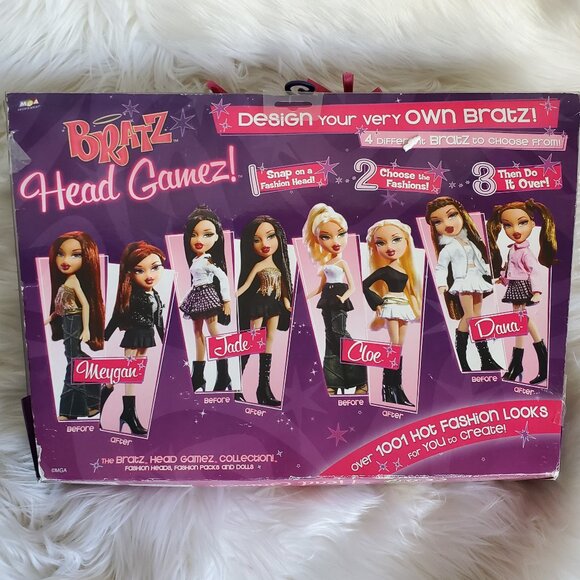 MGA
BRATZ™
Head Gamez!
Design your very own Bratz!
4 Different Bratz to choose from!
1 Snap on a Fashion Head!
2 Choose the Fashions!
3 Then Do It Over!
Meygan
Before
After
Jade
Before
After
Cloe
Before
After
Dana
Before
After
over 1001 Hot Fashion Looks
for you to create!
The Bratz Head Gamez collection!
Fashion Heads, Fashion Packs and Dolls
©MGA